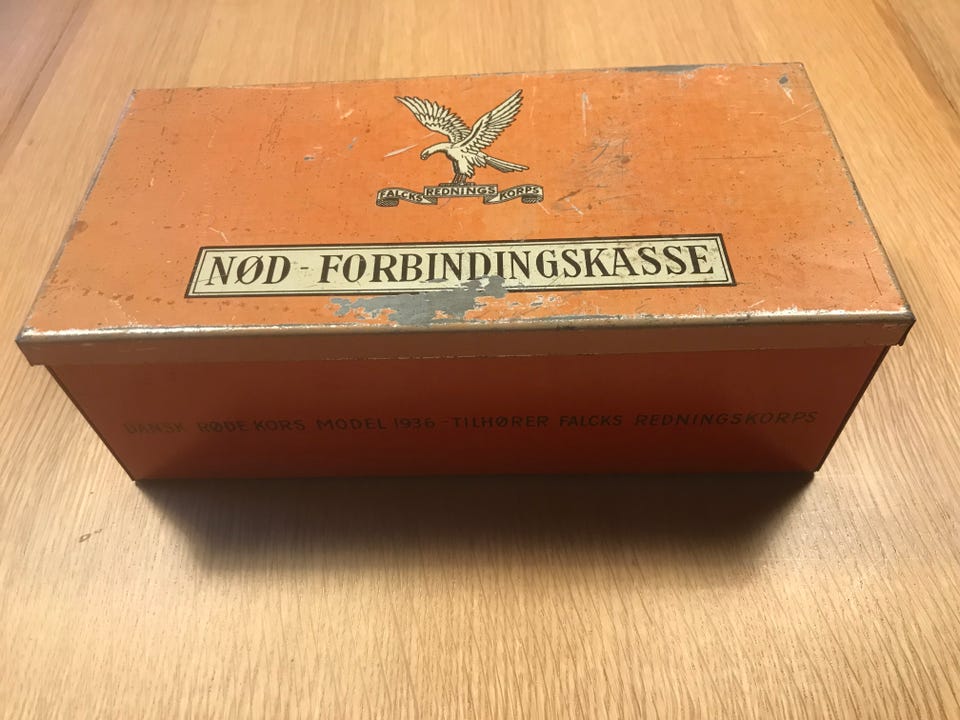 FALCKS REDNINGS KORPS
NØD - FORBINDINGSKASSE
DANSK RØDE KORS MODEL 1936 - TILHØRER FALCKS REDNINGSKORPS